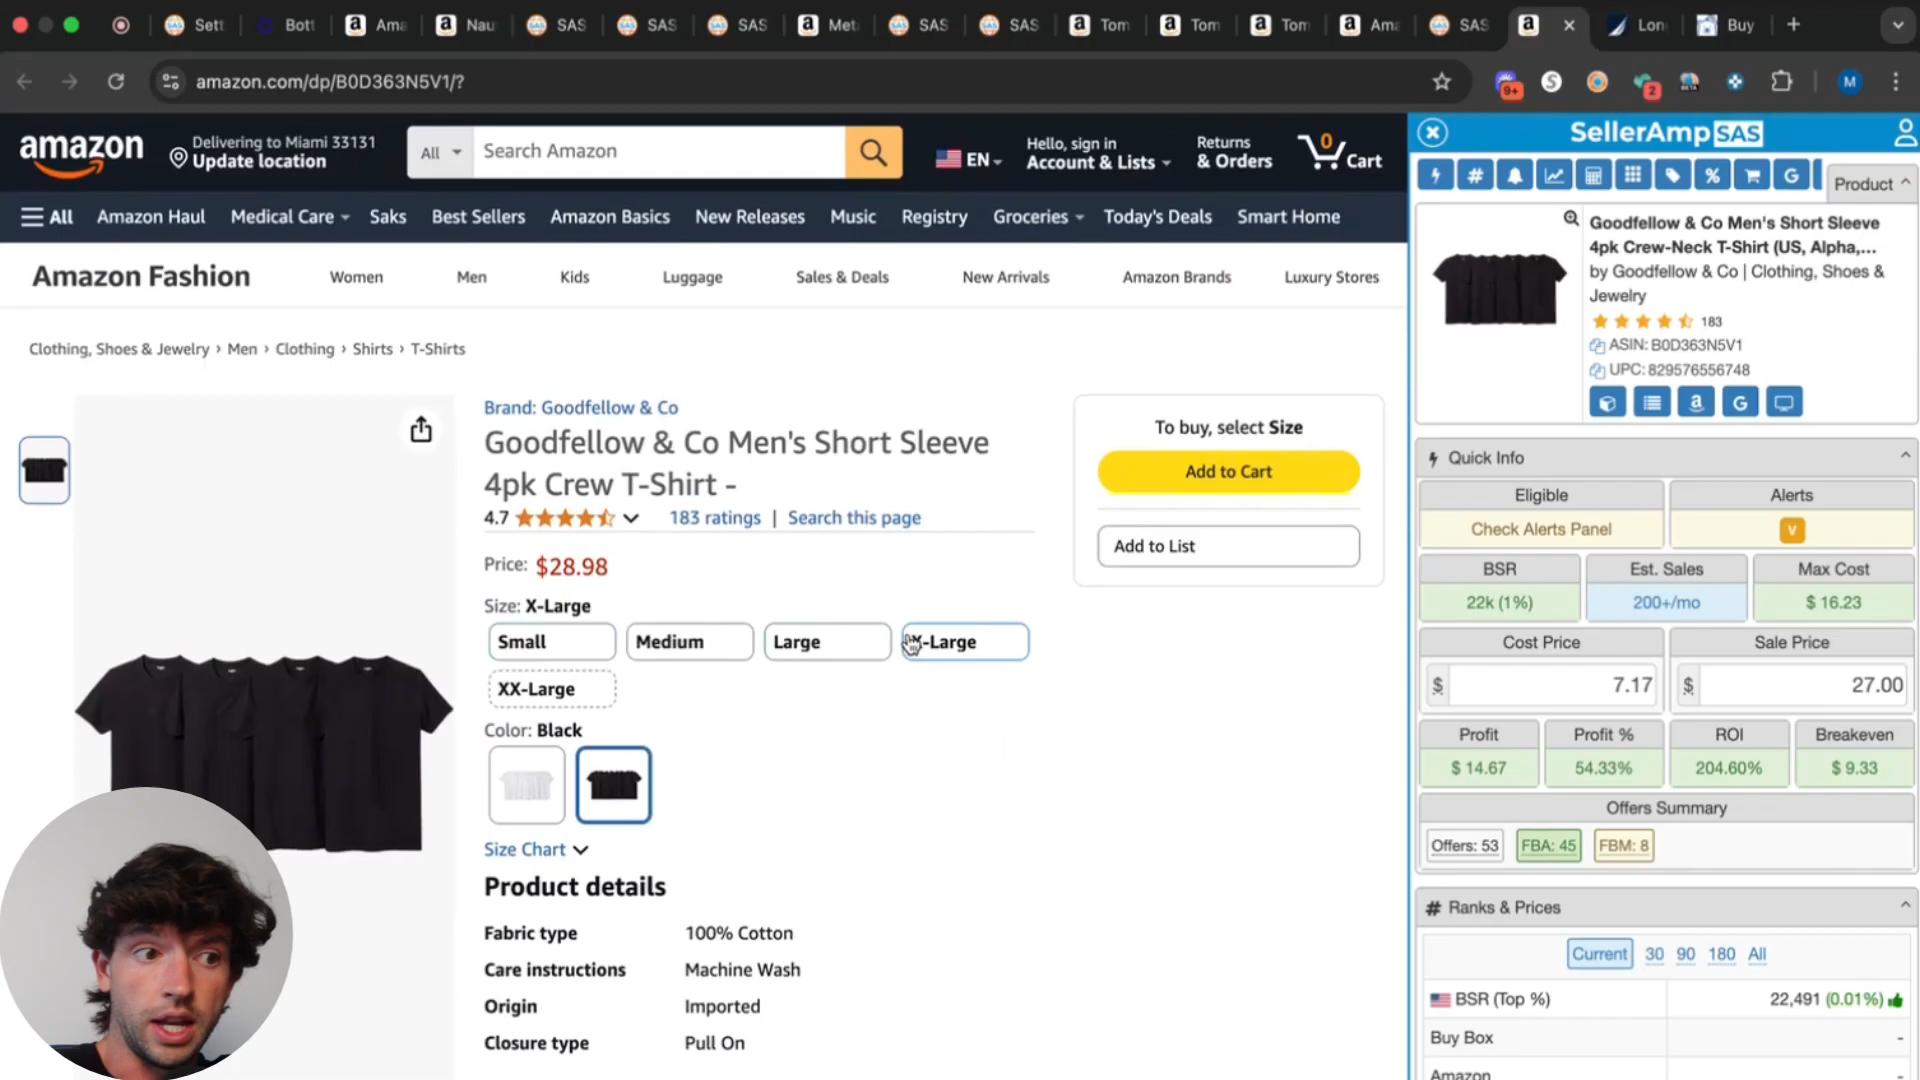 Sett
Bott
Ama
Nau
SAS
SAS
SAS
Met
SAS
SAS
Tom
Tom
Tom
Ama
SAS
Lon
Buy
amazon.com/dp/B0D363N5V1/?
9+
S
2
BETA
M
amazon
Delivering to Miami 33131
Update location
All
Search Amazon
EN
Hello, sign in
Account & Lists
Returns
& Orders
0
Cart
All
Amazon Haul
Medical Care
Saks
Best Sellers
Amazon Basics
New Releases
Music
Registry
Groceries
Today's Deals
Smart Home
Amazon Fashion
Women
Men
Kids
Luggage
Sales & Deals
New Arrivals
Amazon Brands
Luxury Stores
Clothing, Shoes & Jewelry › Men › Clothing › Shirts › T-Shirts
Brand: Goodfellow & Co
Goodfellow & Co Men's Short Sleeve
4pk Crew T-Shirt -
4.7
183 ratings | Search this page
Price: $28.98
Size: X-Large
Small
Medium
Large
X-Large
XX-Large
Color: Black
Size Chart
Product details
Fabric type 100% Cotton
Care instructions Machine Wash
Origin Imported
Closure type Pull On
To buy, select Size
Add to Cart
Add to List
SellerAmp SAS
Product
Goodfellow & Co Men's Short Sleeve
4pk Crew-Neck T-Shirt (US, Alpha,...
by Goodfellow & Co | Clothing, Shoes &
Jewelry
183
ASIN: B0D363N5V1
UPC: 829576556748
Quick Info
Eligible
Alerts
Check Alerts Panel
V
BSR
Est. Sales
Max Cost
22k (1%)
200+/mo
$ 16.23
Cost Price
Sale Price
$ 7.17
$ 27.00
Profit
Profit %
ROI
Breakeven
$ 14.67
54.33%
204.60%
$ 9.33
Offers Summary
Offers: 53
FBA: 45
FBM: 8
# Ranks & Prices
Current
30
90
180
All
BSR (Top %) 22,491 (0.01%)
Buy Box -
Amazon -